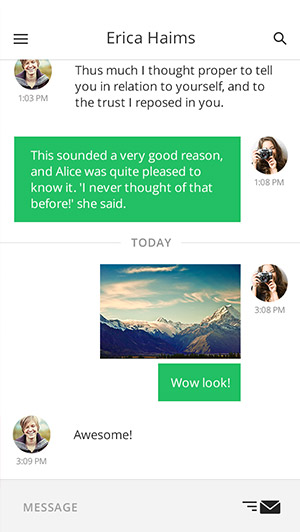 Erica Haims
Thus much I thought proper to tell
you in relation to yourself, and to
the trust I reposed in you.
1:03 PM
This sounded a very good reason,
and Alice was quite pleased to
know it. 'I never thought of that
before!' she said.
1:08 PM
TODAY
3:08 PM
Wow look!
Awesome!
3:09 PM
MESSAGE